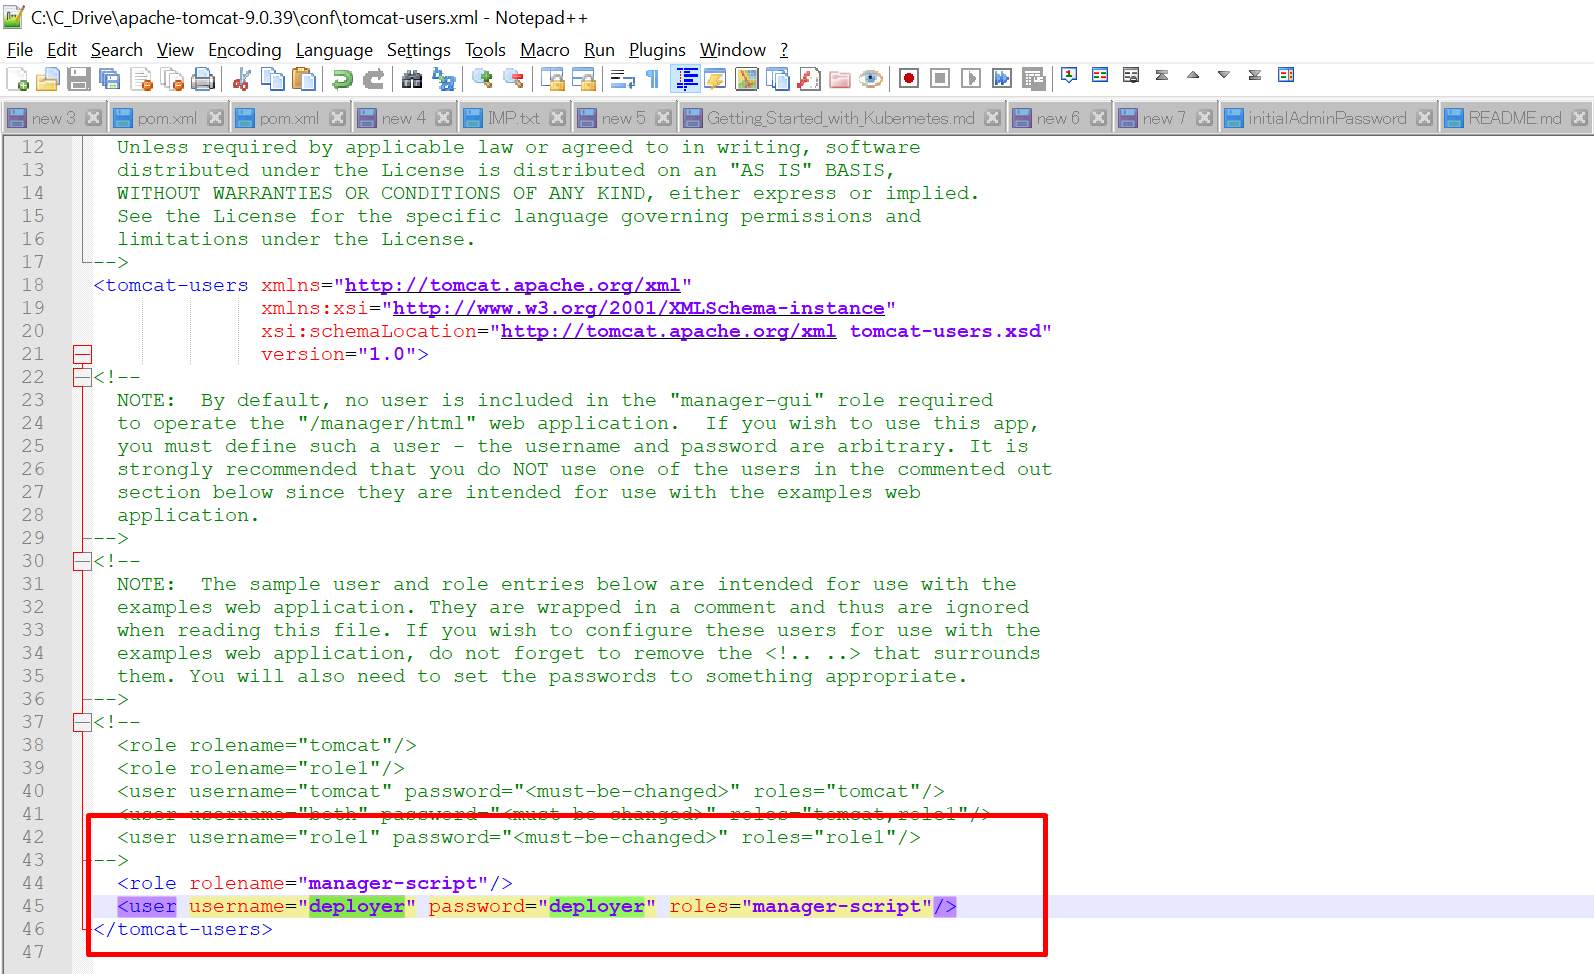 C:\C_Drive\apache-tomcat-9.0.39\conf\tomcat-users.xml - Notepad++
File Edit Search View Encoding Language Settings Tools Macro Run Plugins Window ?
new 3 pom.xml pom.xml new 4 IMP.txt new 5 Getting_Started_with_Kubernetes.md new 6 new 7 initialAdminPassword README.md
12 Unless required by applicable law or agreed to in writing, software
13 distributed under the License is distributed on an "AS IS" BASIS,
14 WITHOUT WARRANTIES OR CONDITIONS OF ANY KIND, either express or implied.
15 See the License for the specific language governing permissions and
16 limitations under the License.
17 -->
18 <tomcat-users xmlns="http://tomcat.apache.org/xml"
19 xmlns:xsi="http://www.w3.org/2001/XMLSchema-instance"
20 xsi:schemaLocation="http://tomcat.apache.org/xml tomcat-users.xsd"
21 version="1.0">
22 <!--
23 NOTE:  By default, no user is included in the "manager-gui" role required
24 to operate the "/manager/html" web application.  If you wish to use this app,
25 you must define such a user - the username and password are arbitrary. It is
26 strongly recommended that you do NOT use one of the users in the commented out
27 section below since they are intended for use with the examples web
28 application.
29 -->
30 <!--
31 NOTE:  The sample user and role entries below are intended for use with the
32 examples web application. They are wrapped in a comment and thus are ignored
33 when reading this file. If you wish to configure these users for use with the
34 examples web application, do not forget to remove the <!.. ..> that surrounds
35 them. You will also need to set the passwords to something appropriate.
36 -->
37 <!--
38 <role rolename="tomcat"/>
39 <role rolename="role1"/>
40 <user username="tomcat" password="<must-be-changed>" roles="tomcat"/>
41 <user username="both" password="<must-be-changed>" roles="tomcat,role1"/>
42 <user username="role1" password="<must-be-changed>" roles="role1"/>
43 -->
44 <role rolename="manager-script"/>
45 <user username="deployer" password="deployer" roles="manager-script"/>
46 </tomcat-users>
47